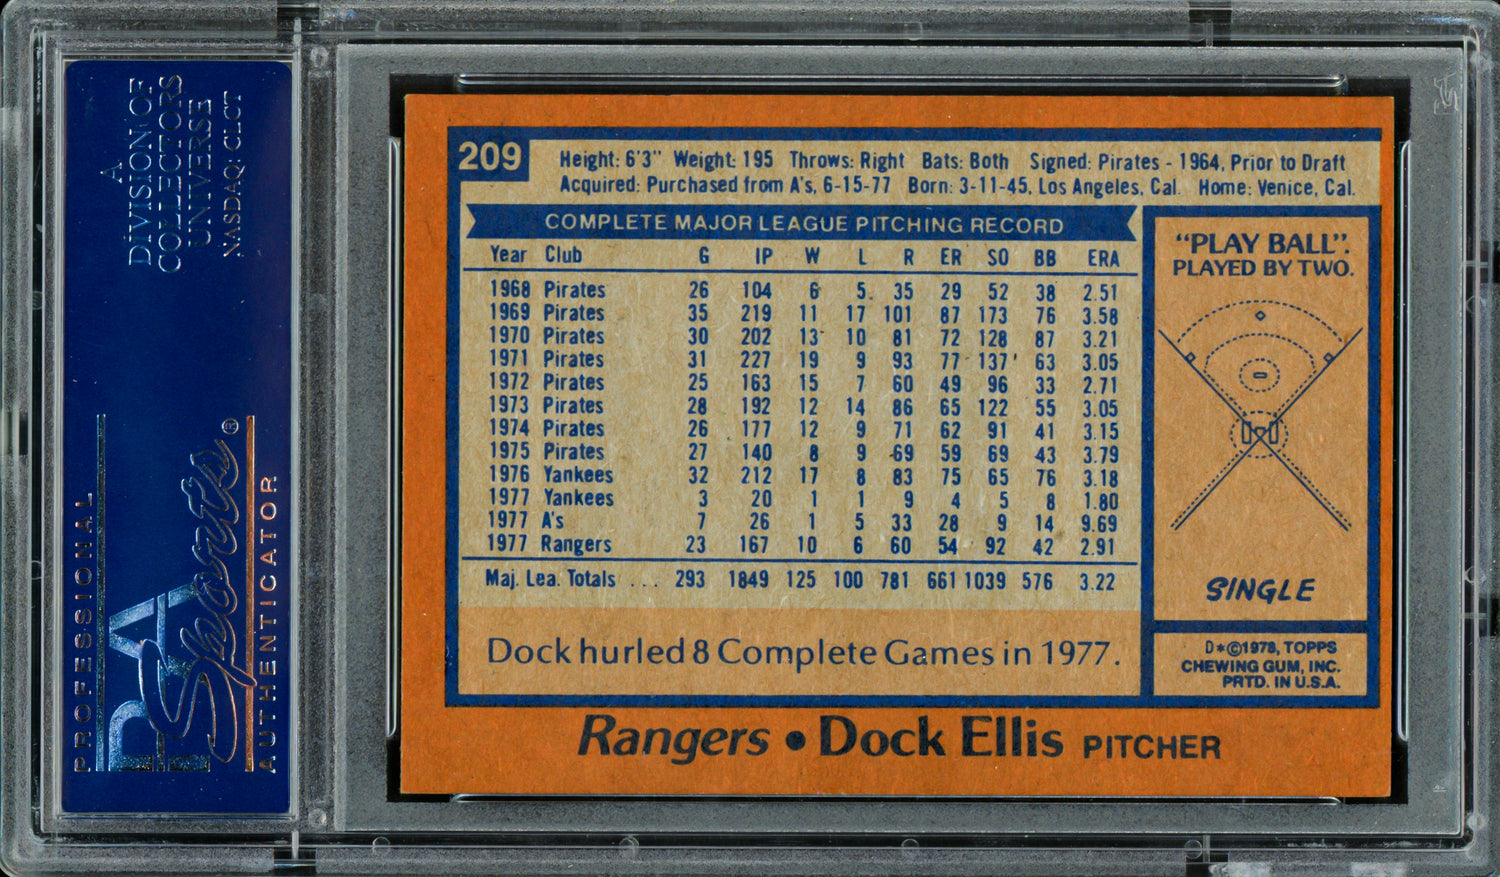 A
DIVISION OF
COLLECTORS
UNIVERSE
NASDAQ: CLCT
PROFESSIONAL
PSA
Sports®
AUTHENTICATOR
209
Height: 6'3" Weight: 195 Throws: Right Bats: Both Signed: Pirates - 1964, Prior to Draft
Acquired: Purchased from A's, 6-15-77 Born: 3-11-45, Los Angeles, Cal. Home: Venice, Cal.
COMPLETE MAJOR LEAGUE PITCHING RECORD
Year Club G IP W L R ER SO BB ERA
1968 Pirates 26 104 6 5 35 29 52 38 2.51
1969 Pirates 35 219 11 17 101 87 173 76 3.58
1970 Pirates 30 202 13 10 81 72 128 87 3.21
1971 Pirates 31 227 19 9 93 77 137 63 3.05
1972 Pirates 25 163 15 7 60 49 96 33 2.71
1973 Pirates 28 192 12 14 86 65 122 55 3.05
1974 Pirates 26 177 12 9 71 62 91 41 3.15
1975 Pirates 27 140 8 9 69 59 69 43 3.79
1976 Yankees 32 212 17 8 83 75 65 76 3.18
1977 Yankees 3 20 1 1 9 4 5 8 1.80
1977 A's 7 26 1 5 33 28 9 14 9.69
1977 Rangers 23 167 10 6 60 54 92 42 2.91
Maj. Lea. Totals ... 293 1849 125 100 781 661 1039 576 3.22
Dock hurled 8 Complete Games in 1977.
"PLAY BALL".
PLAYED BY TWO.
SINGLE
D*©1978, TOPPS
CHEWING GUM, INC.
PRTD. IN U.S.A.
Rangers • Dock Ellis PITCHER